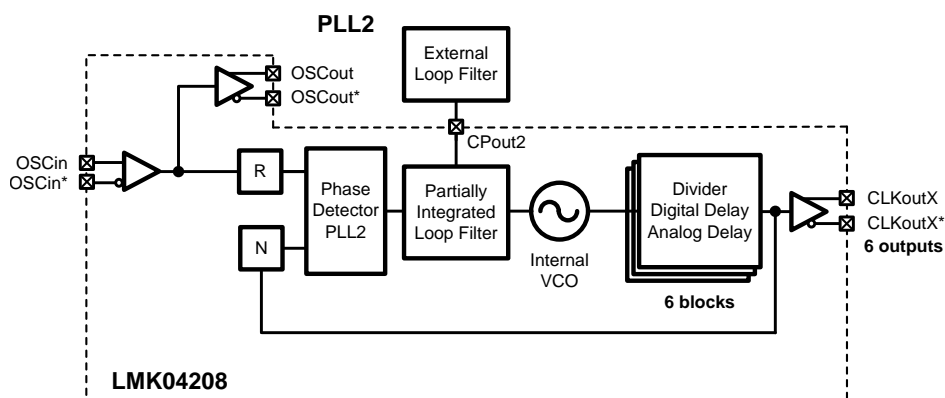 PLL2
External
Loop Filter
OSCout
OSCout*
CPout2
OSCin
OSCin*
R
Phase
Detector
PLL2
Partially
Integrated
Loop Filter
Divider
Digital Delay
Analog Delay
CLKoutX
CLKoutX*
6 outputs
N
Internal
VCO
6 blocks
LMK04208